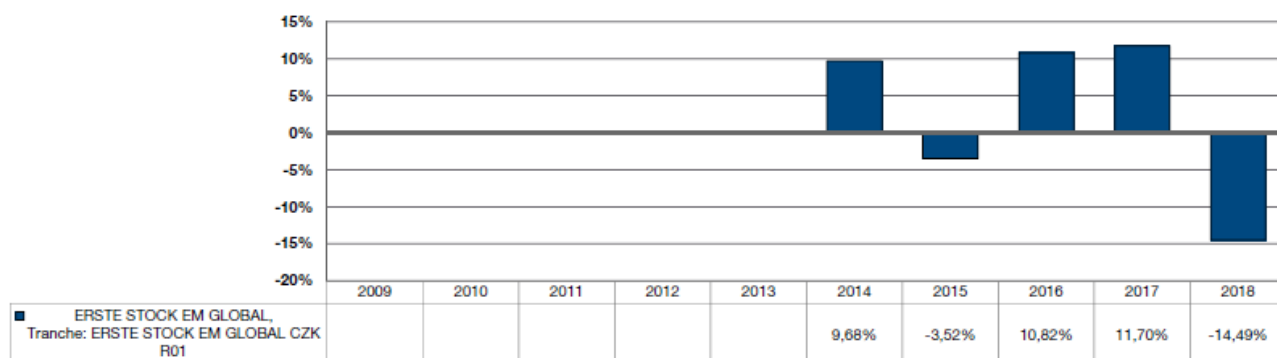 15%
10%
5%
0%
-5%
-10%
-15%
-20%
2009 2010 2011 2012 2013 2014 2015 2016 2017 2018
ERSTE STOCK EM GLOBAL,
Tranche: ERSTE STOCK EM GLOBAL CZK
R01
9,68% -3,52% 10,82% 11,70% -14,49%